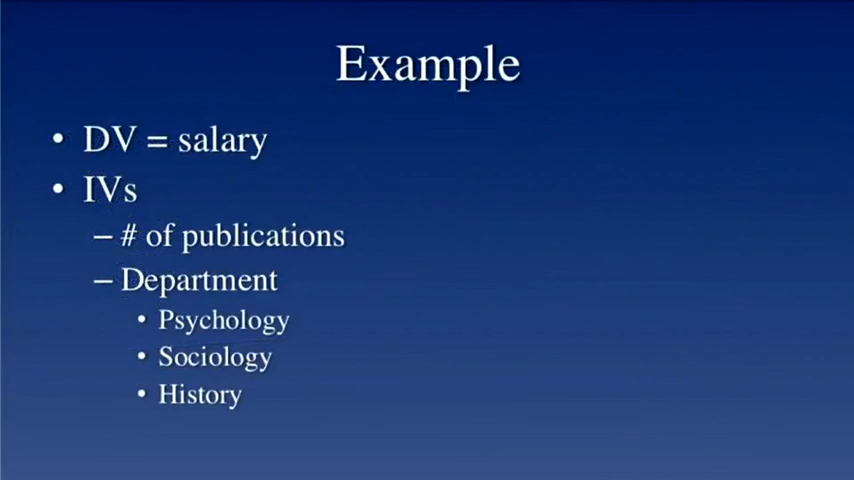 Example
• DV = salary
• IVs
– # of publications
– Department
• Psychology
• Sociology
• History